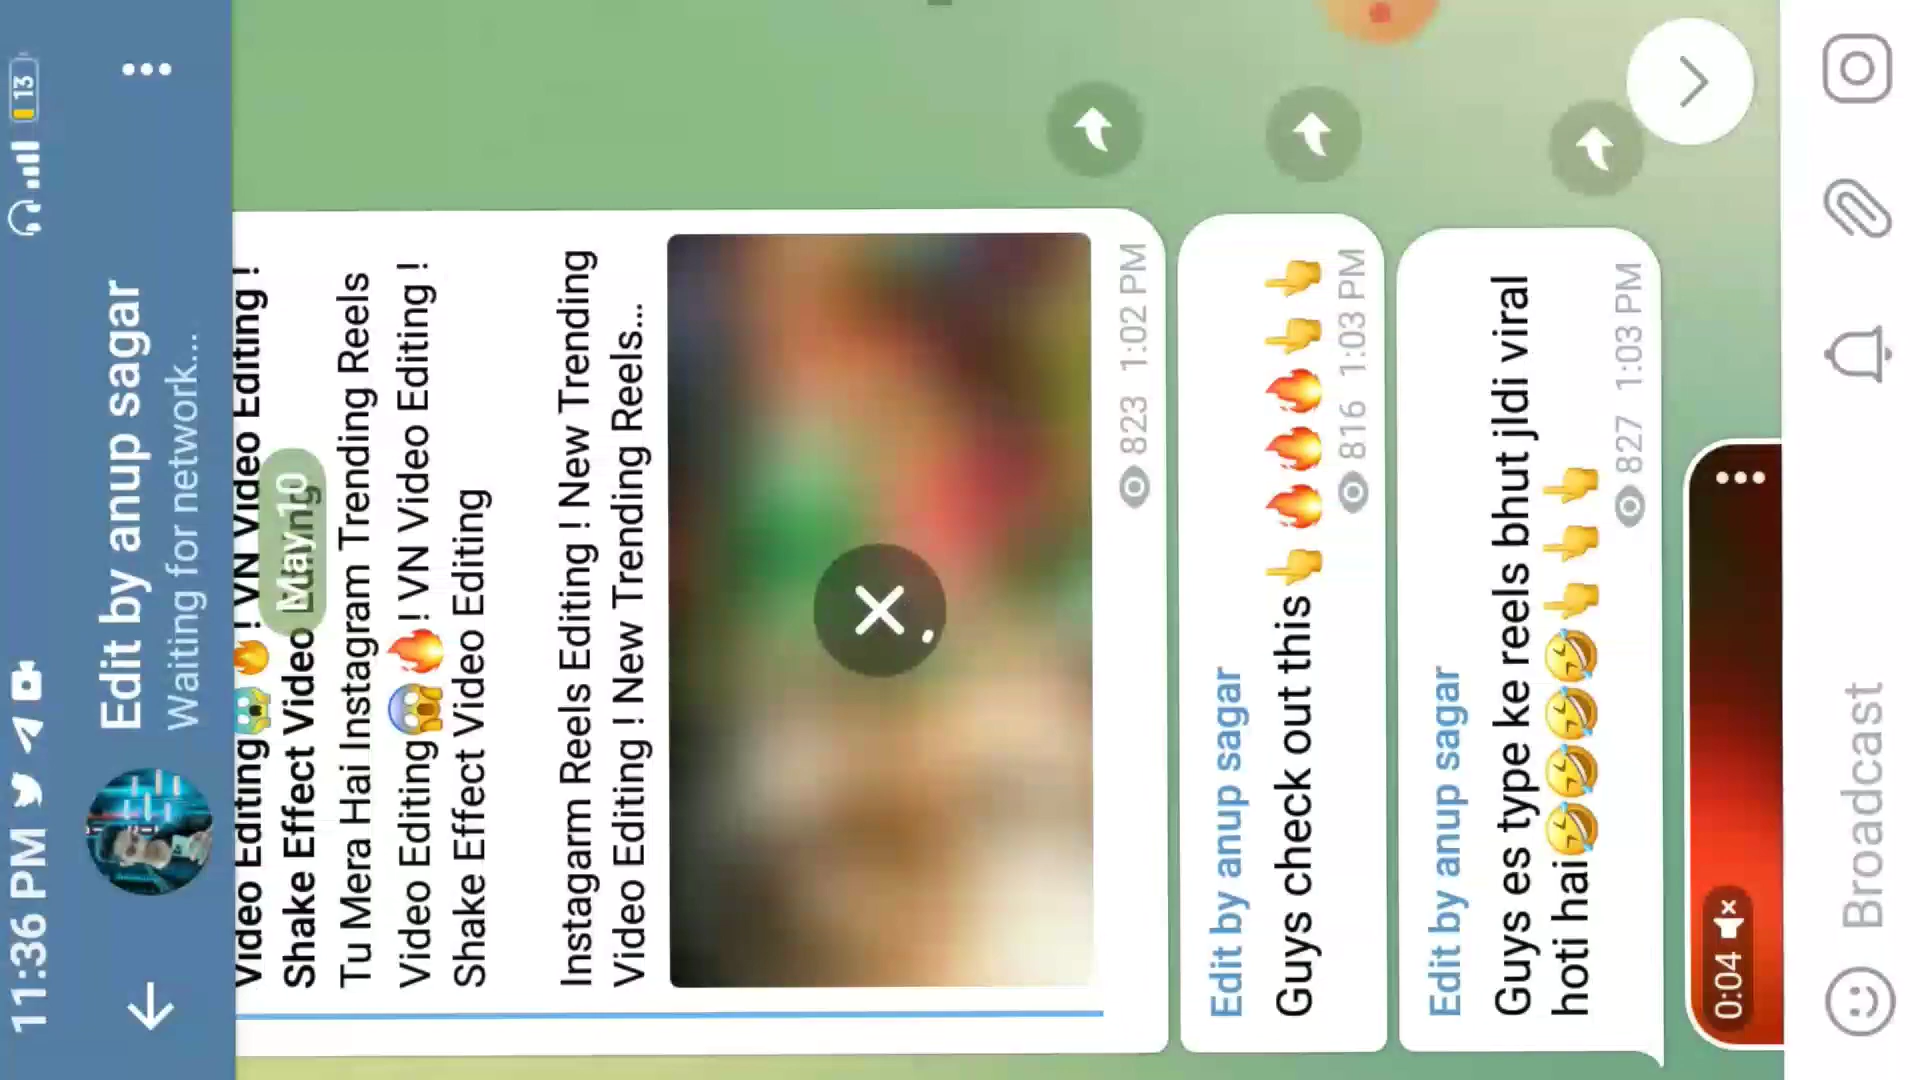 11:36 PM
13
Edit by anup sagar
Waiting for network...
Video Editing😱🔥! VN Video Editing !
Shake Effect Video
May 10
Tu Mera Hai Instagram Trending Reels
Video Editing😱🔥! VN Video Editing !
Shake Effect Video Editing
Instagarm Reels Editing ! New Trending
Video Editing ! New Trending Reels...
823 1:02 PM
Edit by anup sagar
Guys check out this 👆🔥🔥🔥👆👆
816 1:03 PM
Edit by anup sagar
Guys es type ke reels bhut jldi viral
hoti hai🤣🤣🤣🤣👆👆👆
827 1:03 PM
0:04
Broadcast